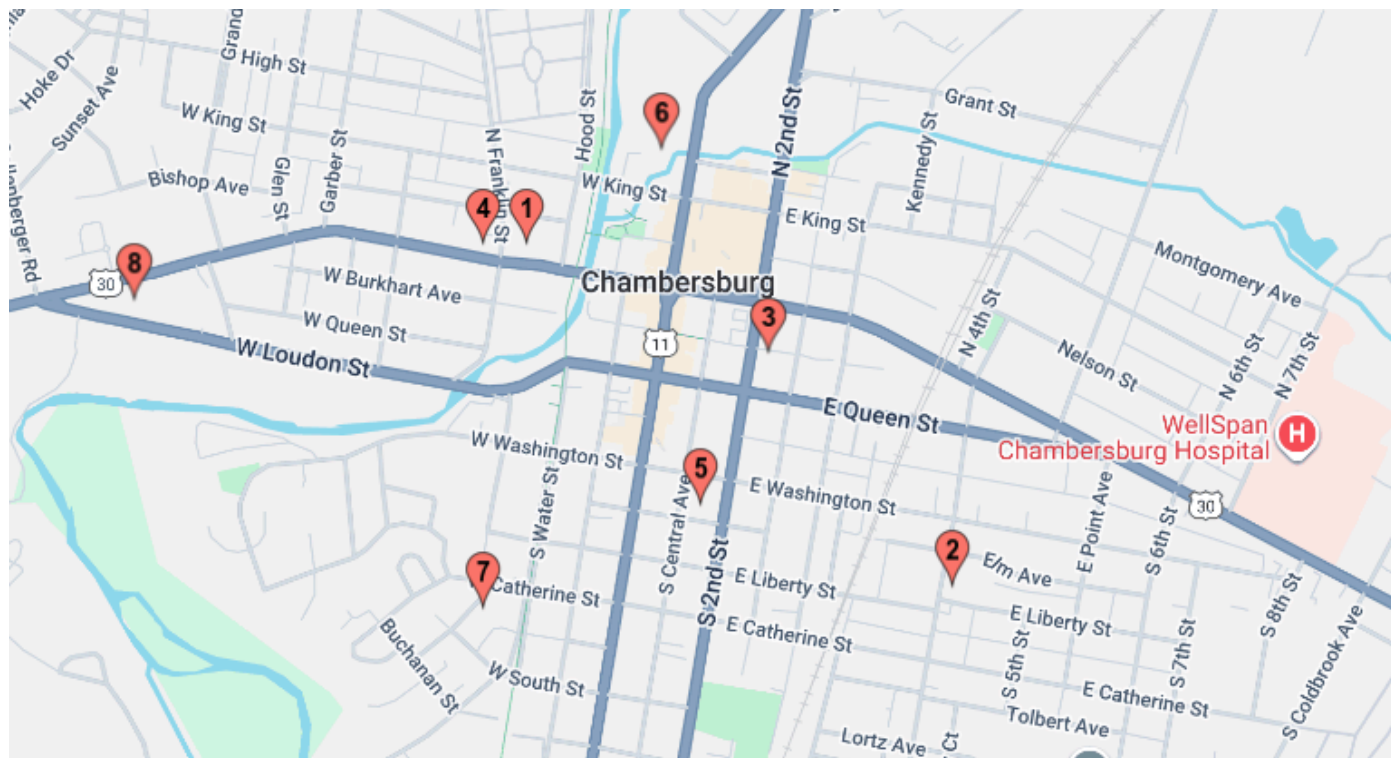 Hoke Dr
Sunset Ave
Grand
G High St
W King St
Bishop Ave
Glen St
Garber St
N Franklin St
Hood St
6
4
1
8
30
W Burkhart Ave
W Queen St
W Loudon St
W King St
N 2nd St
E King St
Grant St
Kennedy St
Chambersburg
3
11
Montgomery Ave
N 4th St
Nelson St
N 6th St
N 7th St
E Queen St
WellSpan
Chambersburg Hospital
H
30
W Washington St
5
E Washington St
S Water St
S Central Ave
S 2nd St
E Point Ave
S 6th St
2
E/m Ave
7
Catherine St
E Liberty St
E Liberty St
S 8th St
S Coldbrook Ave
Buchanan St
E Catherine St
S 5th St
S 7th St
W South St
E Catherine St
Tolbert Ave
Lortz Ave
Ct